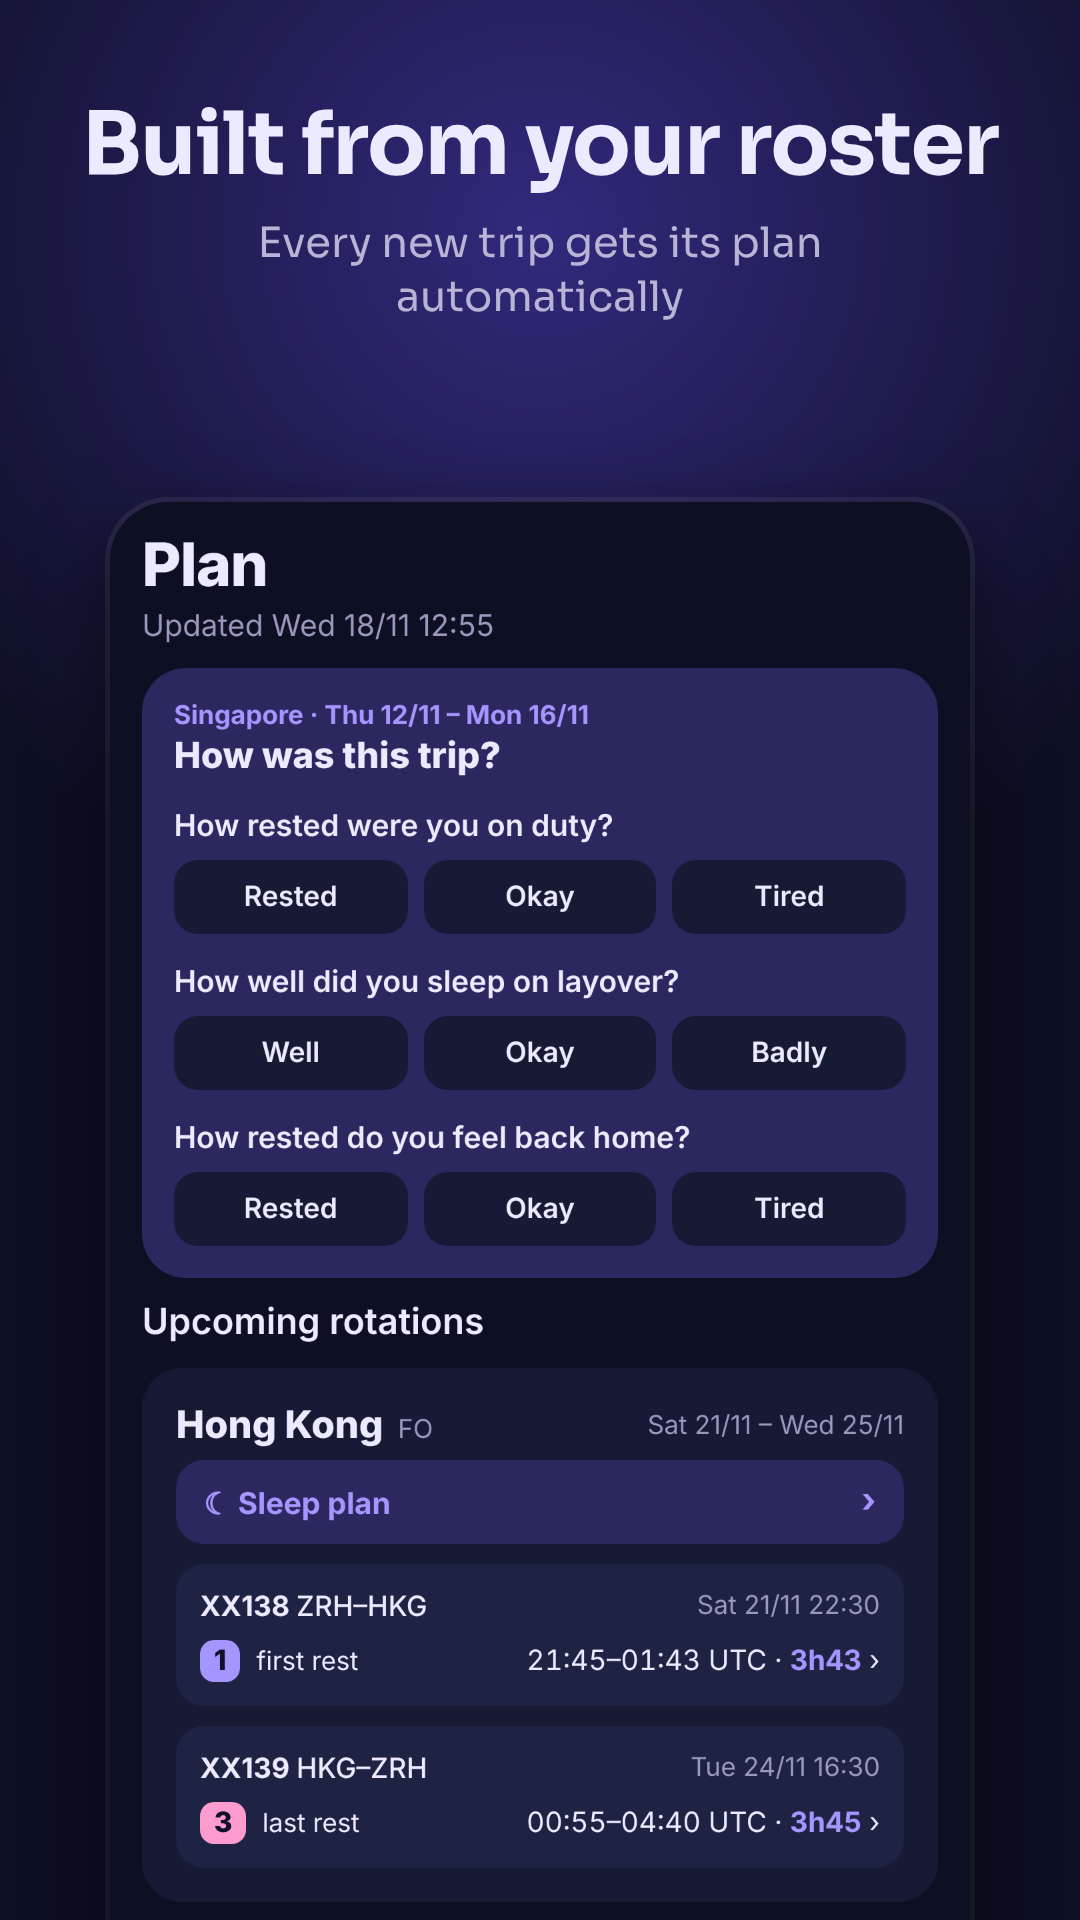 Built from your roster
Every new trip gets its plan
automatically
Plan
Updated Wed 18/11 12:55
Singapore · Thu 12/11 – Mon 16/11
How was this trip?
How rested were you on duty?
Rested Okay Tired
How well did you sleep on layover?
Well Okay Badly
How rested do you feel back home?
Rested Okay Tired
Upcoming rotations
Hong Kong FO Sat 21/11 – Wed 25/11
☾ Sleep plan ›
XX138 ZRH–HKG Sat 21/11 22:30
1 first rest 21:45–01:43 UTC · 3h43 ›
XX139 HKG–ZRH Tue 24/11 16:30
3 last rest 00:55–04:40 UTC · 3h45 ›